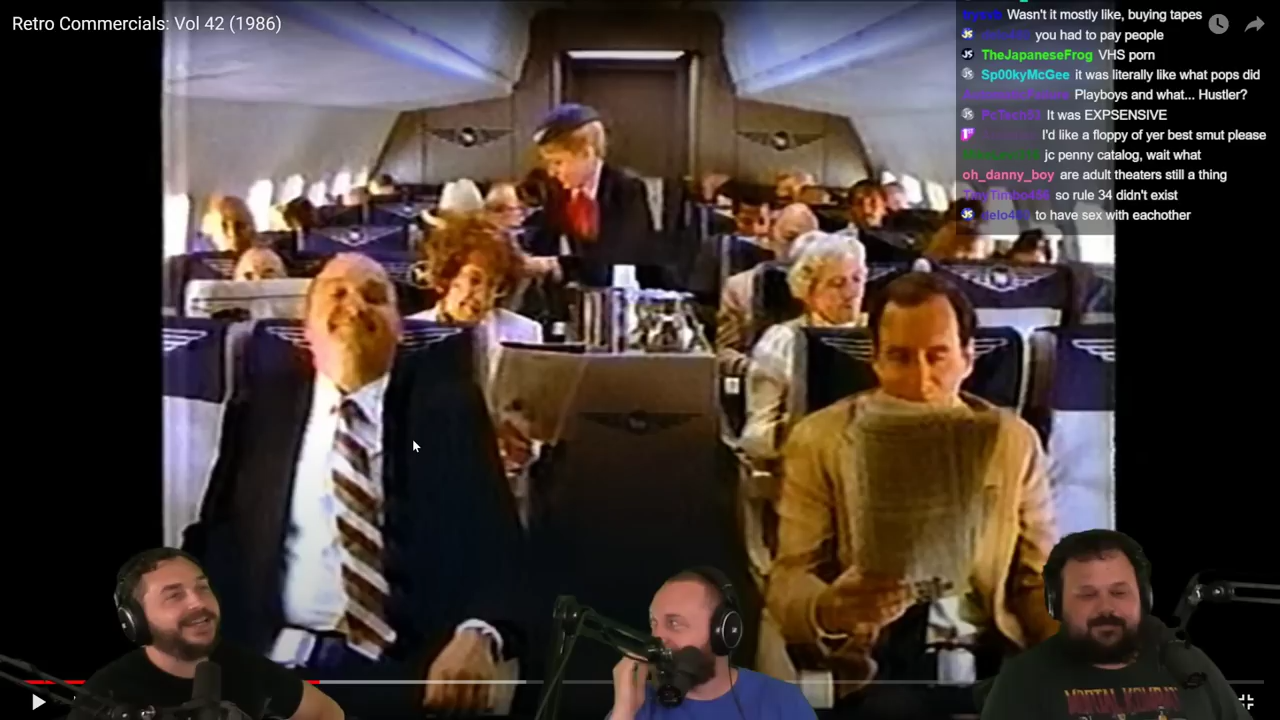 Retro Commercials: Vol 42 (1986)
Wasn't it mostly like, buying tapes
you had to pay people
TheJapaneseFrog VHS porn
Sp00kyMcGee it was literally like what pops did
Playboys and what... Hustler?
PcTech51 It was EXPSENSIVE
I'd like a floppy of yer best smut please
jc penny catalog, wait what
oh_danny_boy are adult theaters still a thing
so rule 34 didn't exist
to have sex with eachother
MORTAL KOMBAT